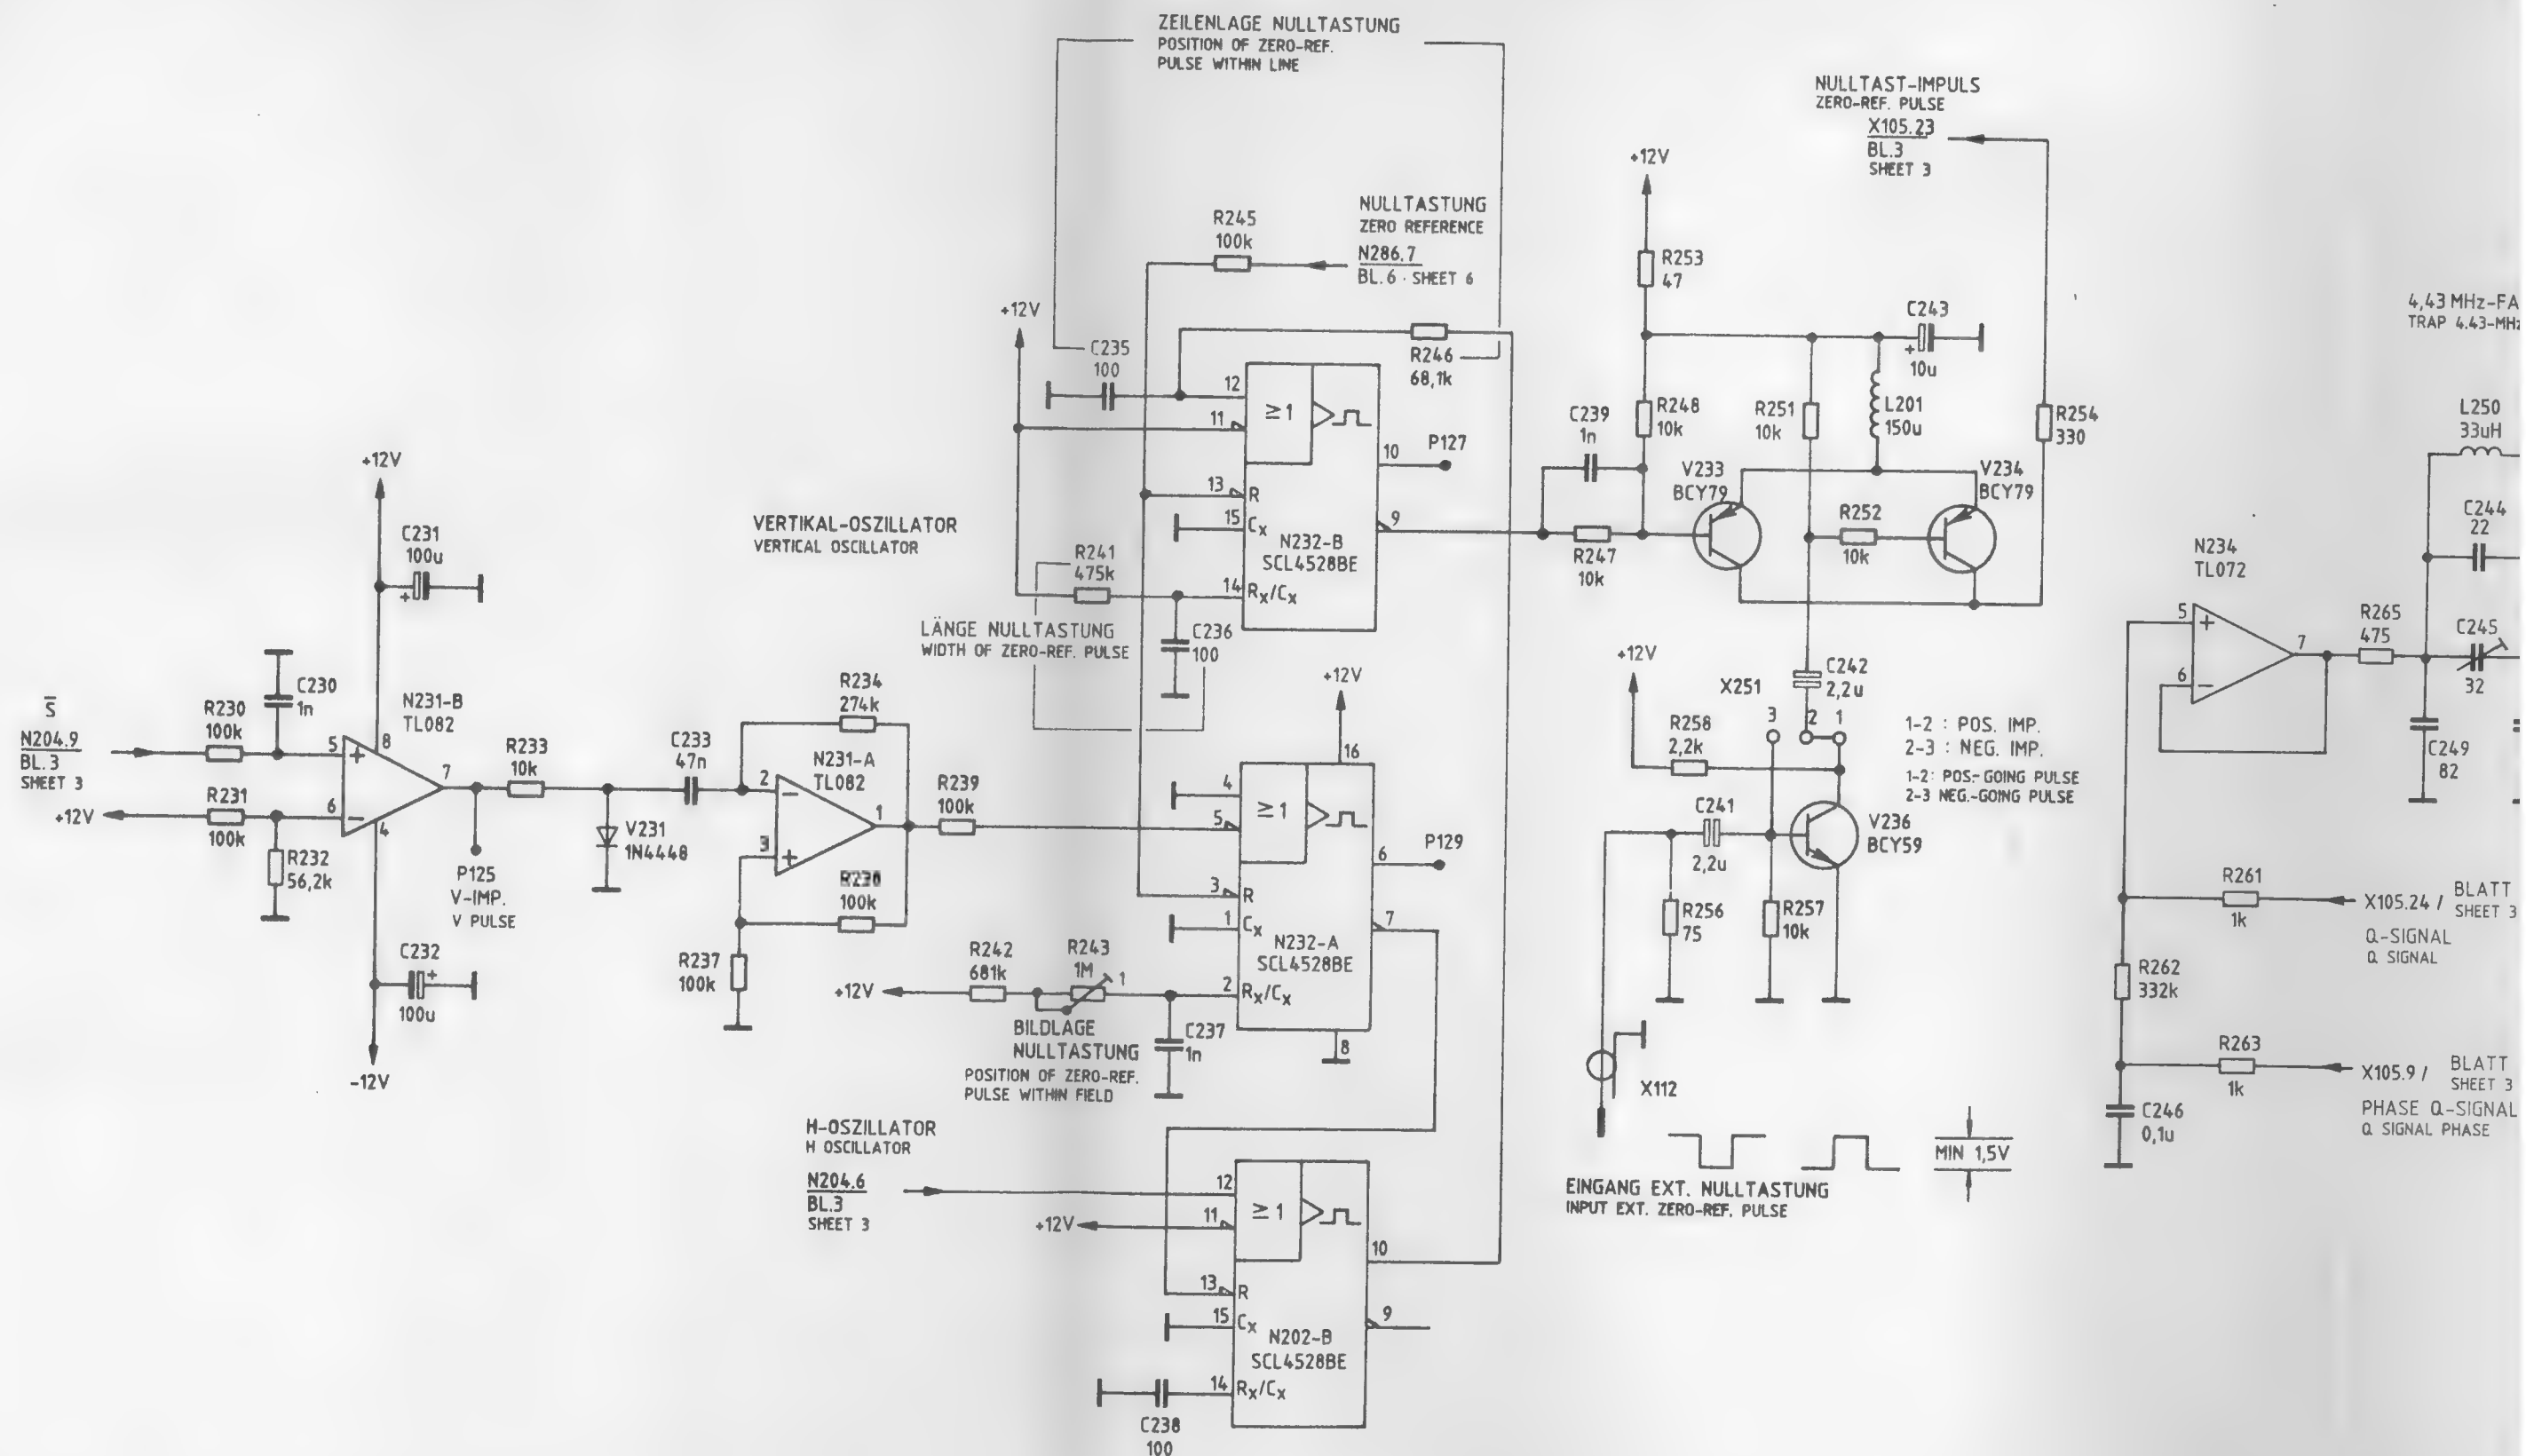 ZEILENLAGE NULLTASTUNG
POSITION OF ZERO-REF.
PULSE WITHIN LINE
NULLTAST-IMPULS
ZERO-REF. PULSE
X105.23
BL.3
SHEET 3
+12V
NULLTASTUNG
ZERO REFERENCE
N286.7
BL.6 · SHEET 6
R245
100k
R253
47
+12V
C235
100
R246
68,1k
12
11
≥1
10
P127
13
R
15
Cx
9
N232-B
SCL4528BE
14
Rx/Cx
R241
475k
C236
100
LÄNGE NULLTASTUNG
WIDTH OF ZERO-REF. PULSE
C239
1n
R248
10k
R247
10k
R251
10k
C243
+
10u
L201
150u
R254
330
V233
BCY79
V234
BCY79
R252
10k
4,43 MHz-FA
TRAP 4.43-MHz
L250
33uH
C244
22
N234
TL072
5
+
6
−
7
R265
475
C245
32
C249
82
VERTIKAL-OSZILLATOR
VERTICAL OSCILLATOR
+12V
C231
100u
+
C230
1n
S
N204.9
BL.3
SHEET 3
R230
100k
N231-B
TL082
5
+
8
7
6
−
4
+12V
R231
100k
R232
56,2k
R233
10k
P125
V-IMP.
V PULSE
V231
1N4448
C232
+
100u
-12V
C233
47n
R234
274k
N231-A
TL082
2
−
1
3
+
100k
R237
100k
R239
100k
+12V
16
4
5
≥1
6
P129
3
R
1
Cx
7
N232-A
SCL4528BE
2
Rx/Cx
8
+12V
R242
681k
R243
1M
1
C237
1n
BILDLAGE
NULLTASTUNG
POSITION OF ZERO-REF.
PULSE WITHIN FIELD
H-OSZILLATOR
H OSCILLATOR
N204.6
BL.3
SHEET 3
+12V
12
11
≥1
10
13
R
15
Cx
9
N202-B
SCL4528BE
14
Rx/Cx
C238
100
+12V
X251
3
2
1
C242
2,2u
R258
2,2k
1-2 : POS. IMP.
2-3 : NEG. IMP.
1-2: POS.-GOING PULSE
2-3 NEG.-GOING PULSE
C241
2,2u
V236
BCY59
R256
75
R257
10k
X112
MIN 1,5V
EINGANG EXT. NULLTASTUNG
INPUT EXT. ZERO-REF. PULSE
R261
1k
X105.24 /
BLATT
SHEET 3
Q-SIGNAL
Q SIGNAL
R262
332k
R263
1k
X105.9 /
BLATT
SHEET 3
PHASE Q-SIGNAL
Q SIGNAL PHASE
C246
0,1u